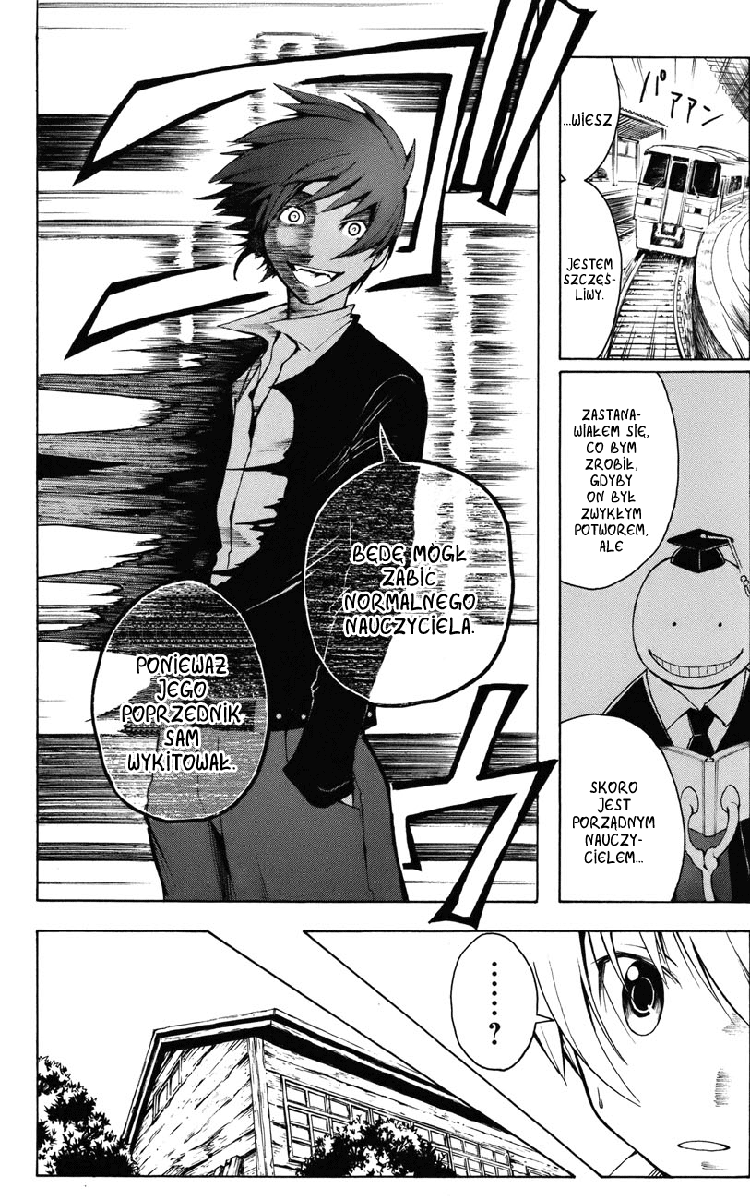 パアアン
...WIESZ
JESTEM
SZCZĘŚ-
LIWY.
ZASTANA-
WIAŁEM SIĘ,
CO BYM
ZROBIŁ,
GDYBY
ON BYŁ
ZWYKŁYM
POTWOREM,
ALE
SKORO
JEST
PORZĄDNYM
NAUCZY-
CIELEM...
BĘDĘ MÓGŁ
ZABIĆ
NORMALNEGO
NAUCZYCIELA.
PONIEWAŻ
JEGO
POPRZEDNIK
SAM
WYKITOWAŁ.
......?